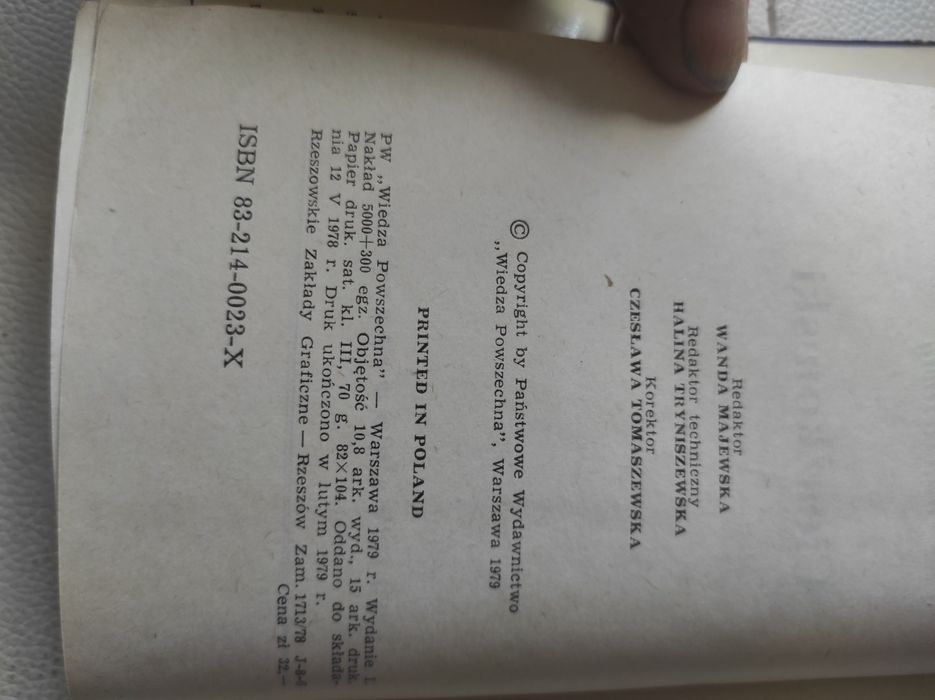 Redaktor
WANDA MAJEWSKA
Redaktor techniczny
HALINA TRYNISZEWSKA
Korektor
CZESŁAWA TOMASZEWSKA
© Copyright by Państwowe Wydawnictwo
„Wiedza Powszechna”, Warszawa 1979
PRINTED IN POLAND
PW „Wiedza Powszechna” — Warszawa 1979 r. Wydanie I.
Nakład 5000+300 egz. Objętość 10,8 ark. wyd., 15 ark. druk.
Papier druk. sat. kl. III, 70 g. 82×104. Oddano do składa-
nia 12 V 1978 r. Druk ukończono w lutym 1979 r.
Rzeszowskie Zakłady Graficzne — Rzeszów Zam. 1713/78
Cena zł 32,—
ISBN 83-214-0023-X